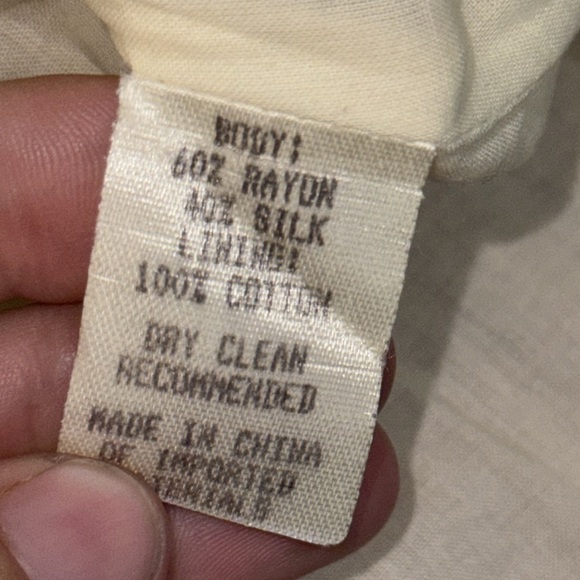 BODY:
60% RAYON
40% SILK
LINING:
100% COTTON
DRY CLEAN
RECOMMENDED
MADE IN CHINA
OF IMPORTED